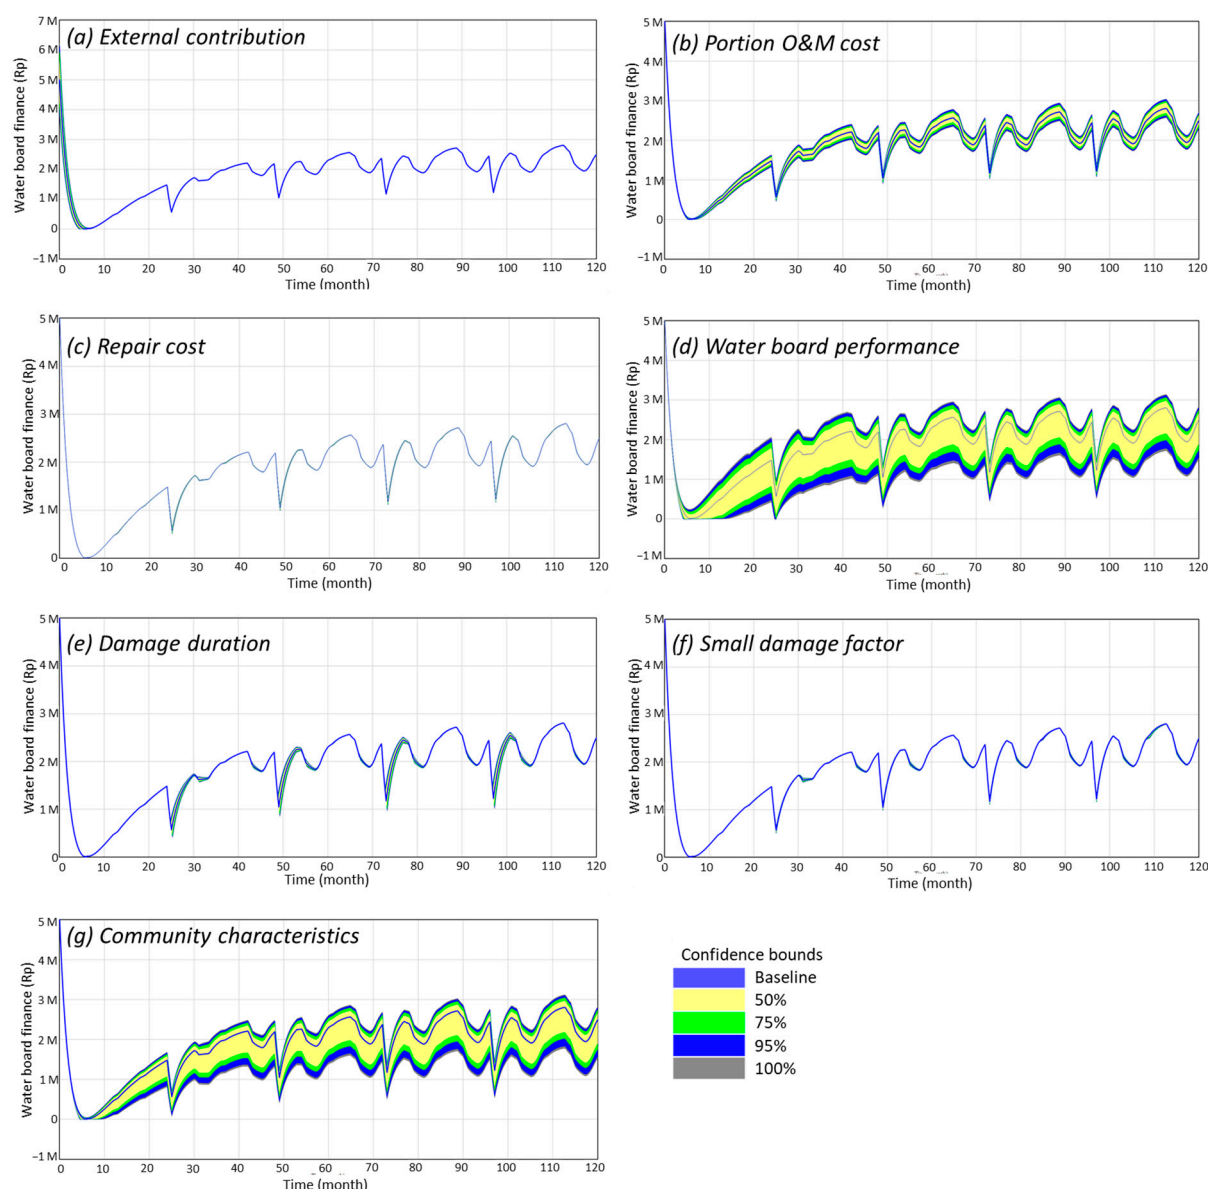 (a) External contribution
Water board finance (Rp)
7 M
6 M
5 M
4 M
3 M
2 M
1 M
0
−1 M
0 10 20 30 40 50 60 70 80 90 100 110 120
Time (month)
(b) Portion O&M cost
Water board finance (Rp)
5 M
4 M
3 M
2 M
1 M
0
−1 M
0 10 20 30 40 50 60 70 80 90 100 110 120
Time (month)
(c) Repair cost
Water board finance (Rp)
5 M
4 M
3 M
2 M
1 M
0
0 10 20 30 40 50 60 70 80 90 100 110 120
Time (month)
(d) Water board performance
Water board finance (Rp)
5 M
4 M
3 M
2 M
1 M
0
−1 M
0 10 20 30 40 50 60 70 80 90 100 110 120
Time (month)
(e) Damage duration
Water board finance (Rp)
5 M
4 M
3 M
2 M
1 M
0
0 10 20 30 40 50 60 70 80 90 100 110 120
Time (month)
(f) Small damage factor
Water board finance (Rp)
5 M
4 M
3 M
2 M
1 M
0
0 10 20 30 40 50 60 70 80 90 100 110 120
Time (month)
(g) Community characteristics
Water board finance (Rp)
5 M
4 M
3 M
2 M
1 M
0
−1 M
0 10 20 30 40 50 60 70 80 90 100 110 120
Time (month)
Confidence bounds
Baseline
50%
75%
95%
100%